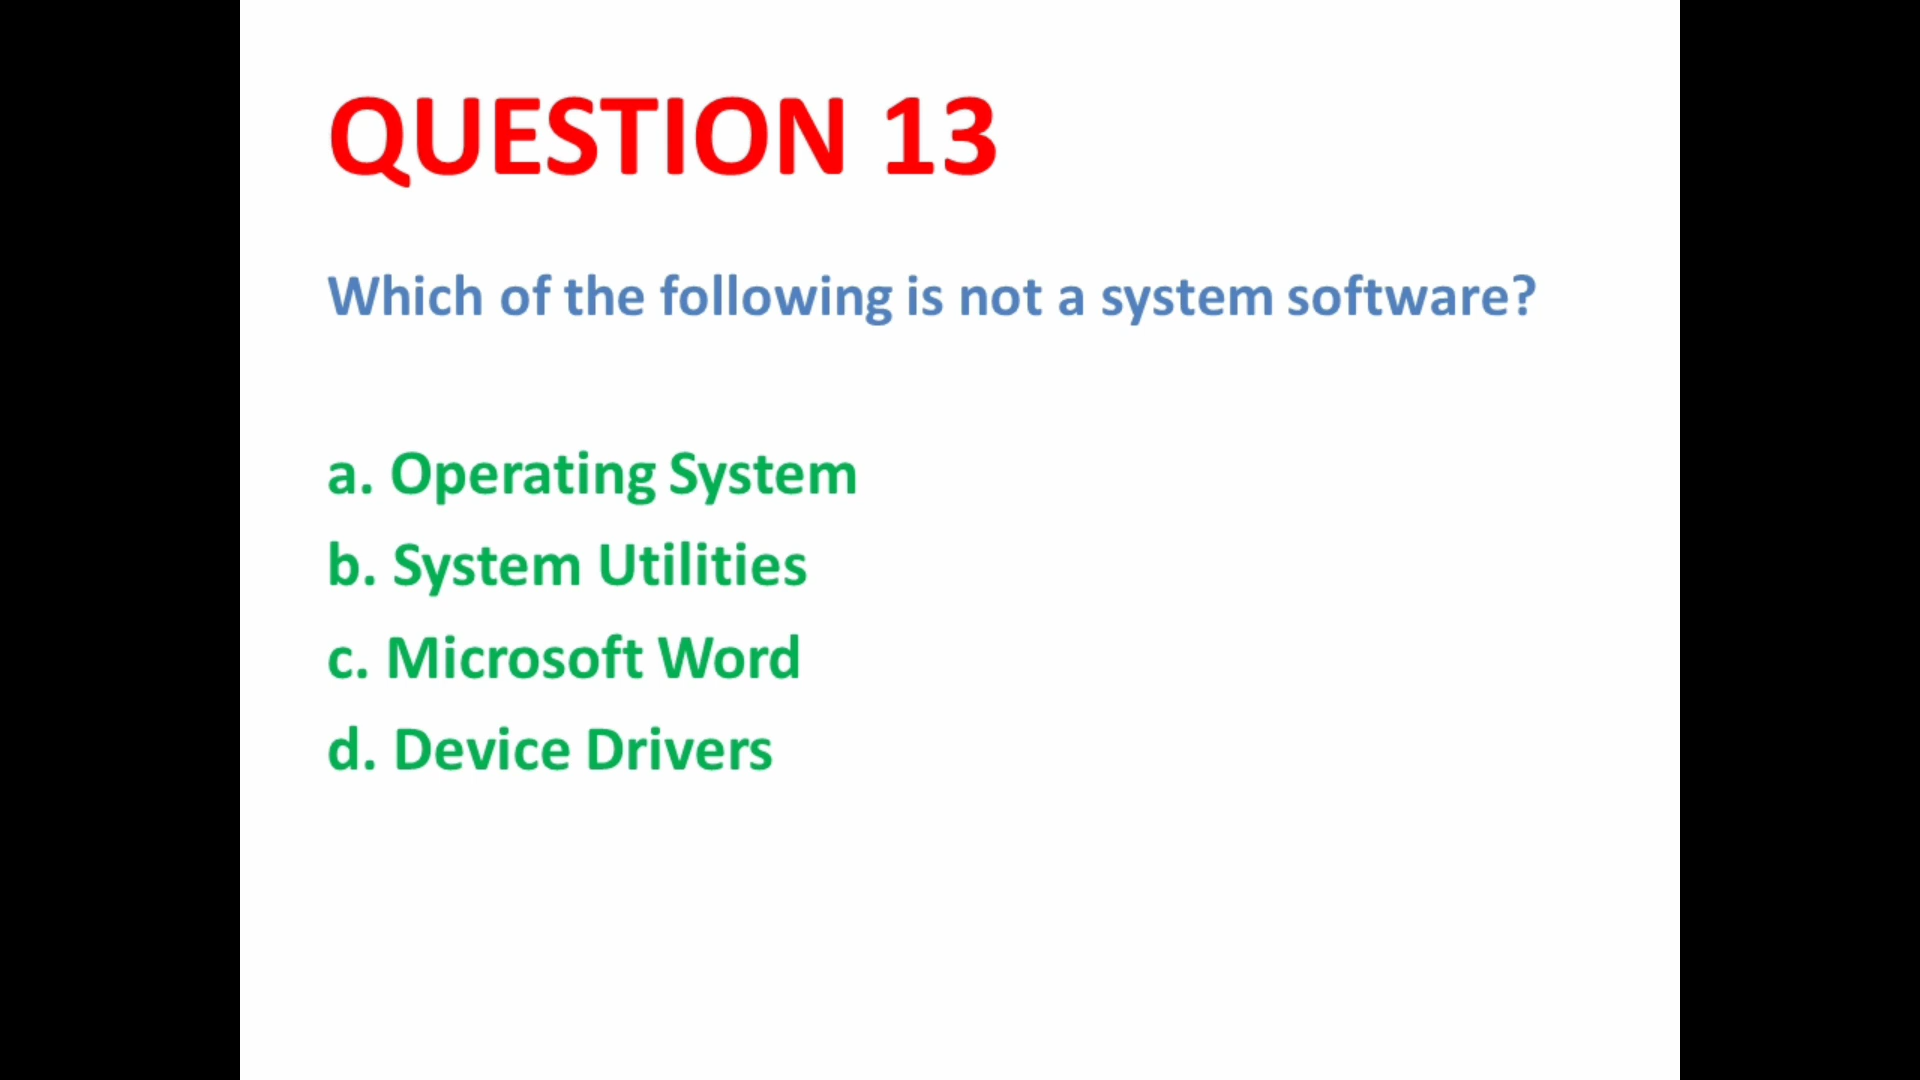 QUESTION 13
Which of the following is not a system software?
a. Operating System
b. System Utilities
c. Microsoft Word
d. Device Drivers